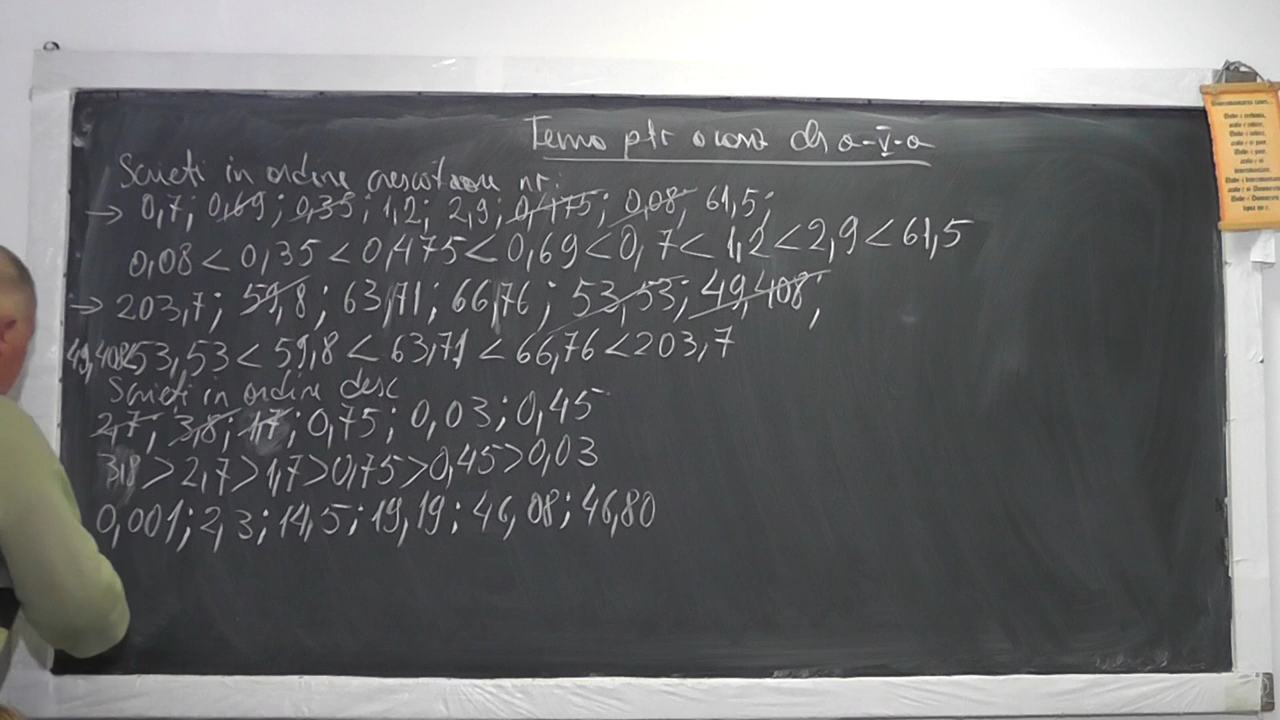 Tema ptr acasă cls a-V-a
Scrieti in ordine crescatoare nr:
→ 0,7; 0,69; 0,35; 1,2; 2,9; 0,475; 0,08; 61,5;
0,08 < 0,35 < 0,475 < 0,69 < 0,7 < 1,2 < 2,9 < 61,5
→ 203,7; 59,8; 63,71; 66,76; 53,53; 49,408;
49,408<53,53 < 59,8 < 63,71 < 66,76 < 203,7
Scrieti in ordine desc
2,7; 3,8; 1,7; 0,75; 0,03; 0,45
3,8 > 2,7 > 1,7 > 0,75 > 0,45 > 0,03
0,001; 2,3; 14,5; 19,19; 46,08; 46,80